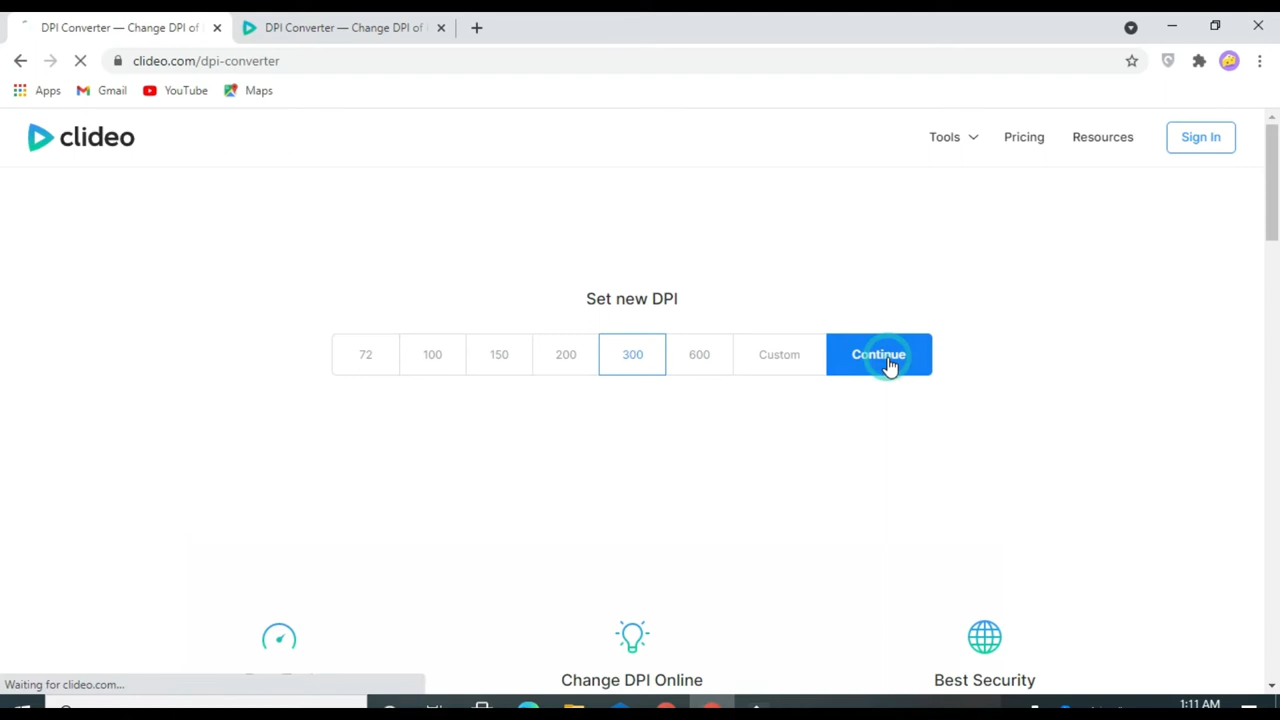 DPI Converter — Change DPI of
DPI Converter — Change DPI of
clideo.com/dpi-converter
Apps
Gmail
YouTube
Maps
clideo
Tools
Pricing
Resources
Sign In
Set new DPI
72
100
150
200
300
600
Custom
Continue
Change DPI Online
Best Security
Waiting for clideo.com...
1:11 AM